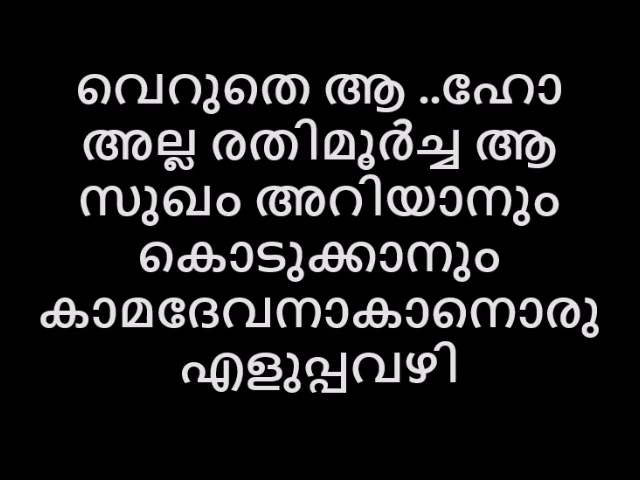 വെറുതെ ആ ..ഹോ
അല്ല രതിമൂർച്ച ആ
സുഖം അറിയാനും
കൊടുക്കാനും
കാമദേവനാകാനൊരു
എളുപ്പവഴി